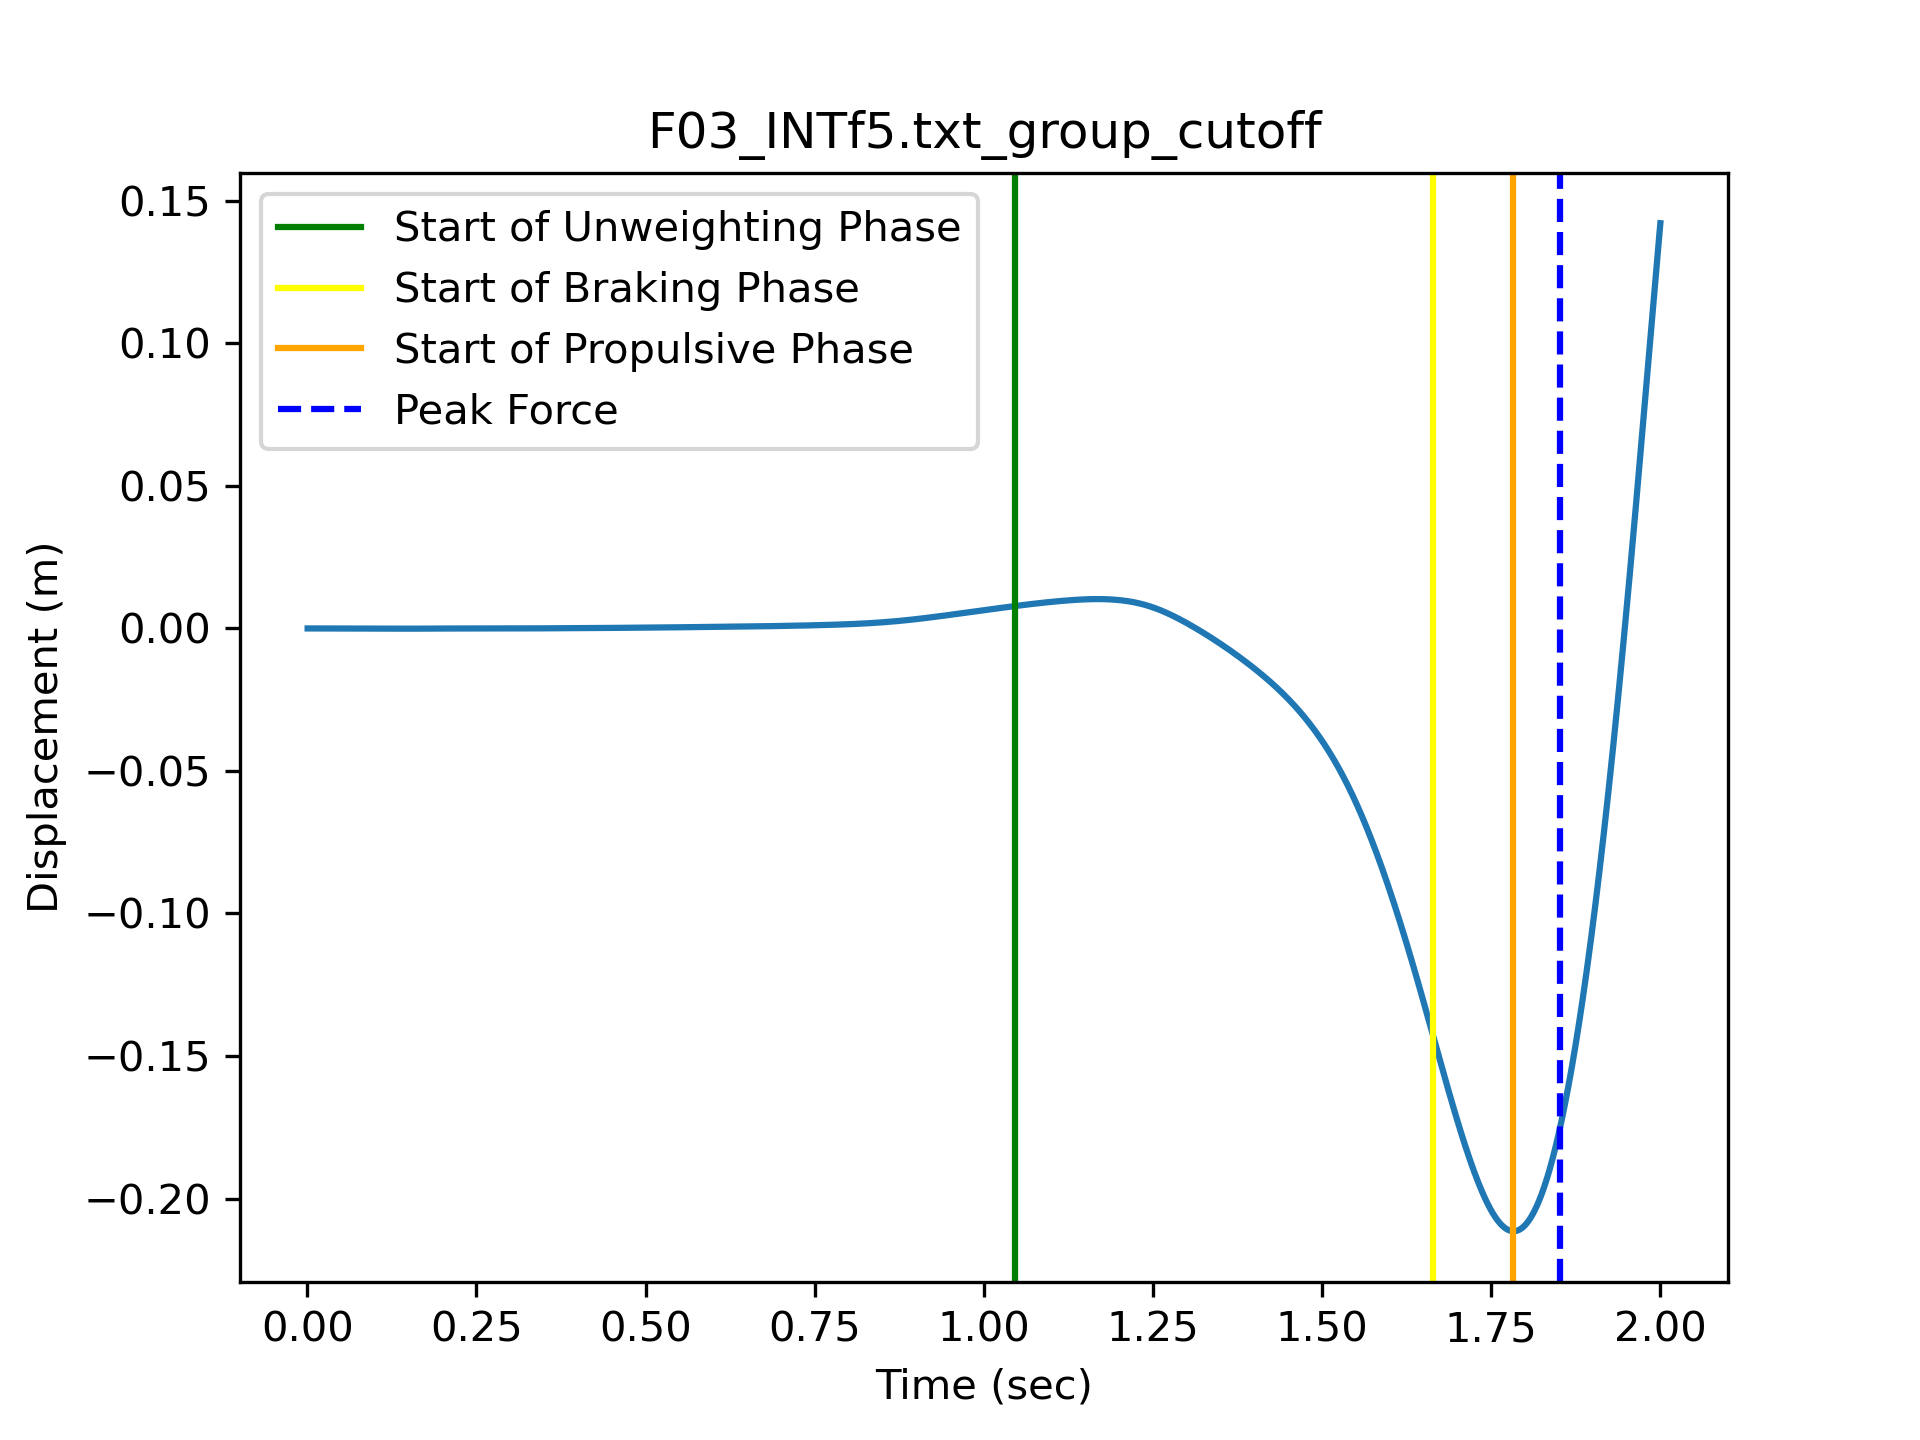 F03_INTf5.txt_group_cutoff
Start of Unweighting Phase
Start of Braking Phase
Start of Propulsive Phase
Peak Force
0.15
0.10
0.05
0.00
−0.05
−0.10
−0.15
−0.20
Displacement (m)
0.00 0.25 0.50 0.75 1.00 1.25 1.50 1.75 2.00
Time (sec)